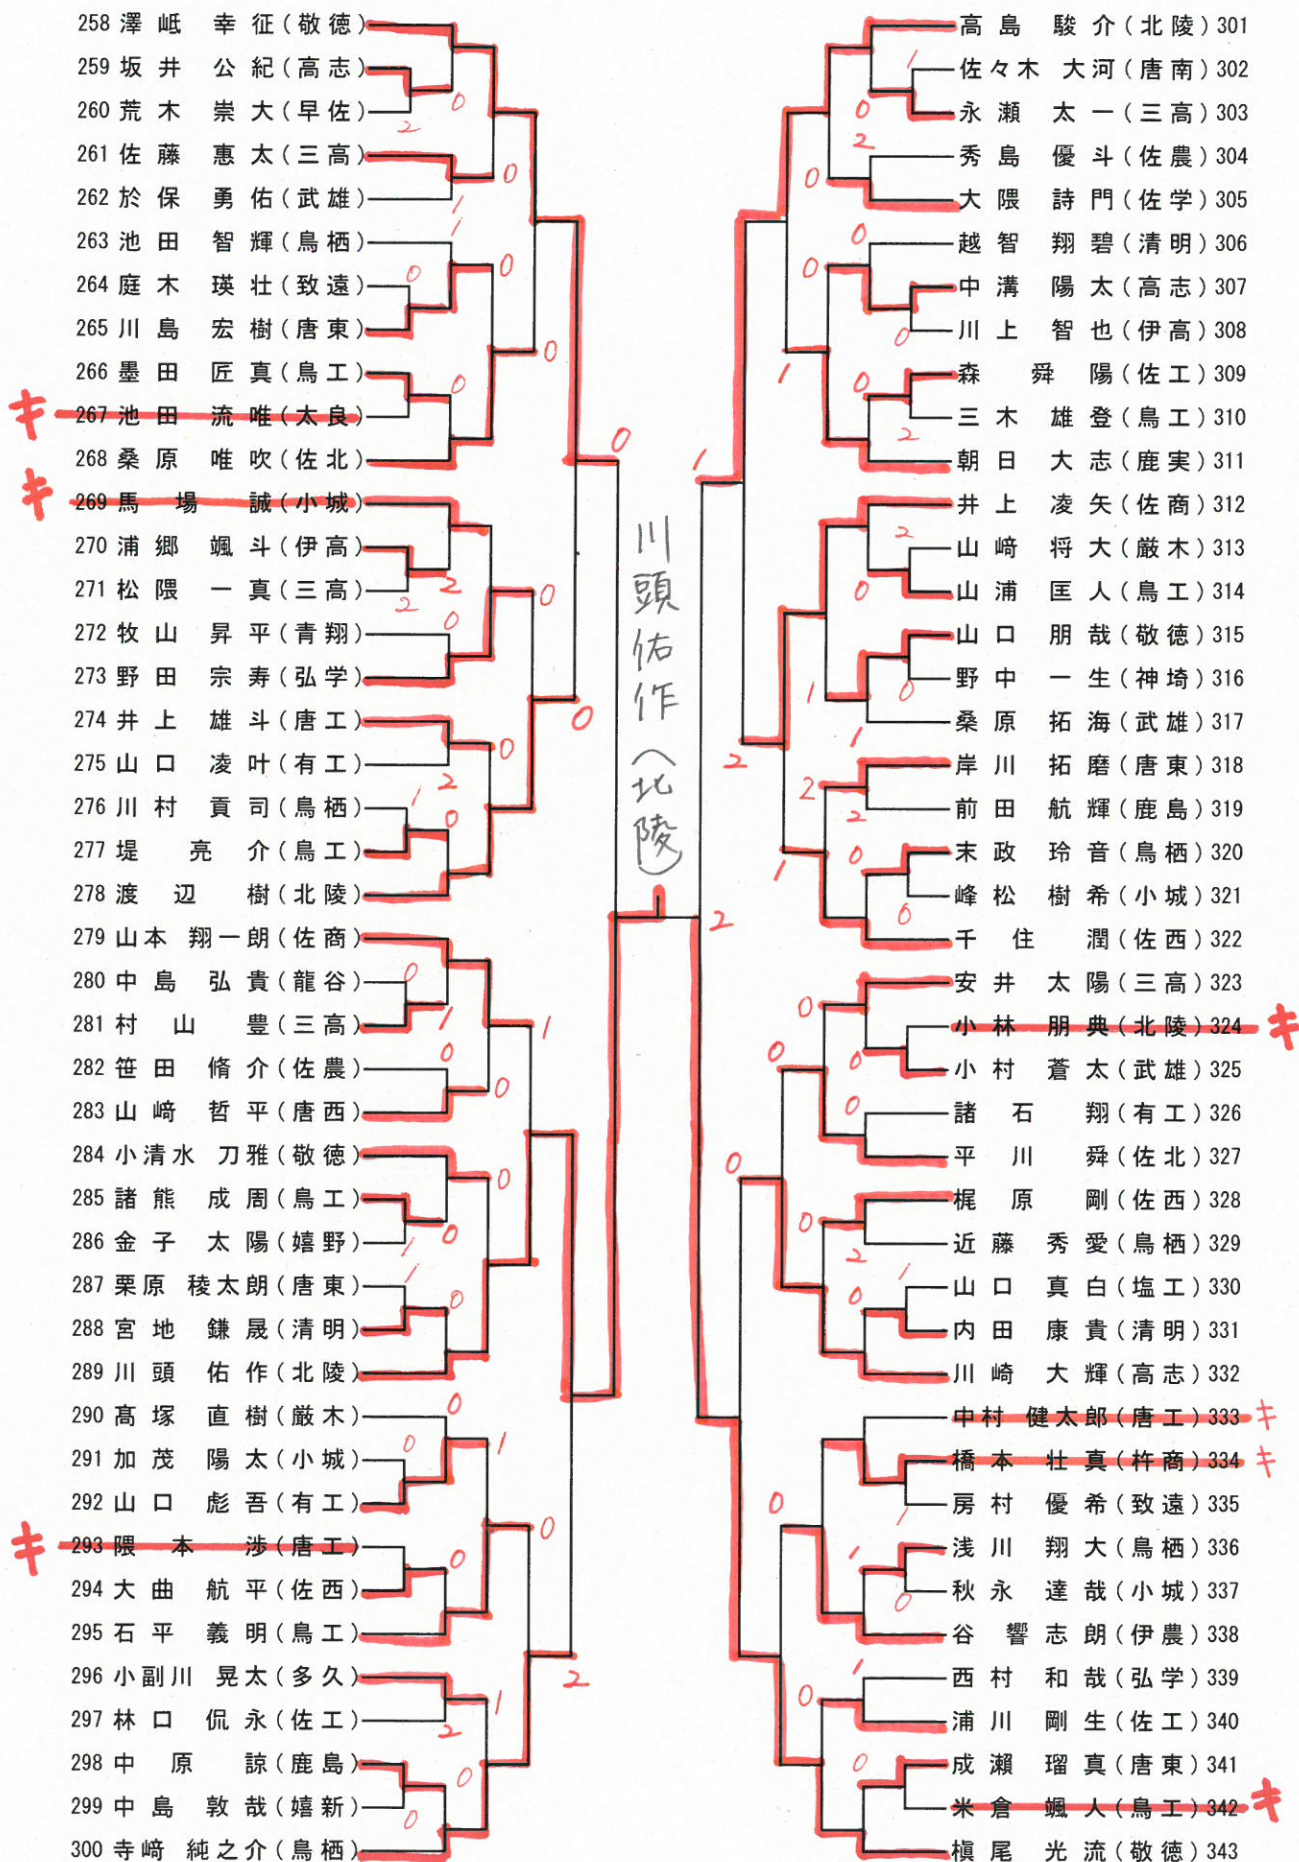 258 澤岻 幸征(敬徳)
259 坂井 公紀(高志)
260 荒木 崇大(早佐)
261 佐藤 惠太(三高)
262 於保 勇佑(武雄)
263 池田 智輝(鳥栖)
264 庭木 瑛壮(致遠)
265 川島 宏樹(唐東)
266 墨田 匠真(鳥工)
キ 267 池田 流唯(太良)
268 桑原 唯吹(佐北)
キ 269 馬場 誠(小城)
270 浦郷 颯斗(伊高)
271 松隈 一真(三高)
272 牧山 昇平(青翔)
273 野田 宗寿(弘学)
274 井上 雄斗(唐工)
275 山口 凌叶(有工)
276 川村 貢司(鳥栖)
277 堤 亮介(鳥工)
278 渡辺 樹(北陵)
279 山本 翔一朗(佐商)
280 中島 弘貴(龍谷)
281 村山 豊(三高)
282 笹田 脩介(佐農)
283 山﨑 哲平(唐西)
284 小清水 刀雅(敬徳)
285 諸熊 成周(鳥工)
286 金子 太陽(嬉野)
287 栗原 稜太朗(唐東)
288 宮地 鎌晟(清明)
289 川頭 佑作(北陵)
290 髙塚 直樹(厳木)
291 加茂 陽太(小城)
292 山口 彪吾(有工)
キ 293 隈本 渉(唐工)
294 大曲 航平(佐西)
295 石平 義明(鳥工)
296 小副川 晃太(多久)
297 林口 侃永(佐工)
298 中原 諒(鹿島)
299 中島 敦哉(嬉新)
300 寺﨑 純之介(鳥栖)
川頭佑作(北陵)
高島 駿介(北陵)301
佐々木 大河(唐南)302
永瀬 太一(三高)303
秀島 優斗(佐農)304
大隈 詩門(佐学)305
越智 翔碧(清明)306
中溝 陽太(高志)307
川上 智也(伊高)308
森 舜陽(佐工)309
三木 雄登(鳥工)310
朝日 大志(鹿実)311
井上 凌矢(佐商)312
山﨑 将大(厳木)313
山浦 匡人(鳥工)314
山口 朋哉(敬徳)315
野中 一生(神埼)316
桑原 拓海(武雄)317
岸川 拓磨(唐東)318
前田 航輝(鹿島)319
末政 玲音(鳥栖)320
峰松 樹希(小城)321
千住 潤(佐西)322
安井 太陽(三高)323
小林 朋典(北陵)324 キ
小村 蒼太(武雄)325
諸石 翔(有工)326
平川 舜(佐北)327
梶原 剛(佐西)328
近藤 秀愛(鳥栖)329
山口 真白(塩工)330
内田 康貴(清明)331
川崎 大輝(高志)332
中村 健太郎(唐工)333 キ
橋本 壮真(杵商)334 キ
房村 優希(致遠)335
浅川 翔大(鳥栖)336
秋永 達哉(小城)337
谷 響志朗(伊農)338
西村 和哉(弘学)339
浦川 剛生(佐工)340
成瀬 瑠真(唐東)341
米倉 颯人(鳥工)342 キ
槇尾 光流(敬徳)343